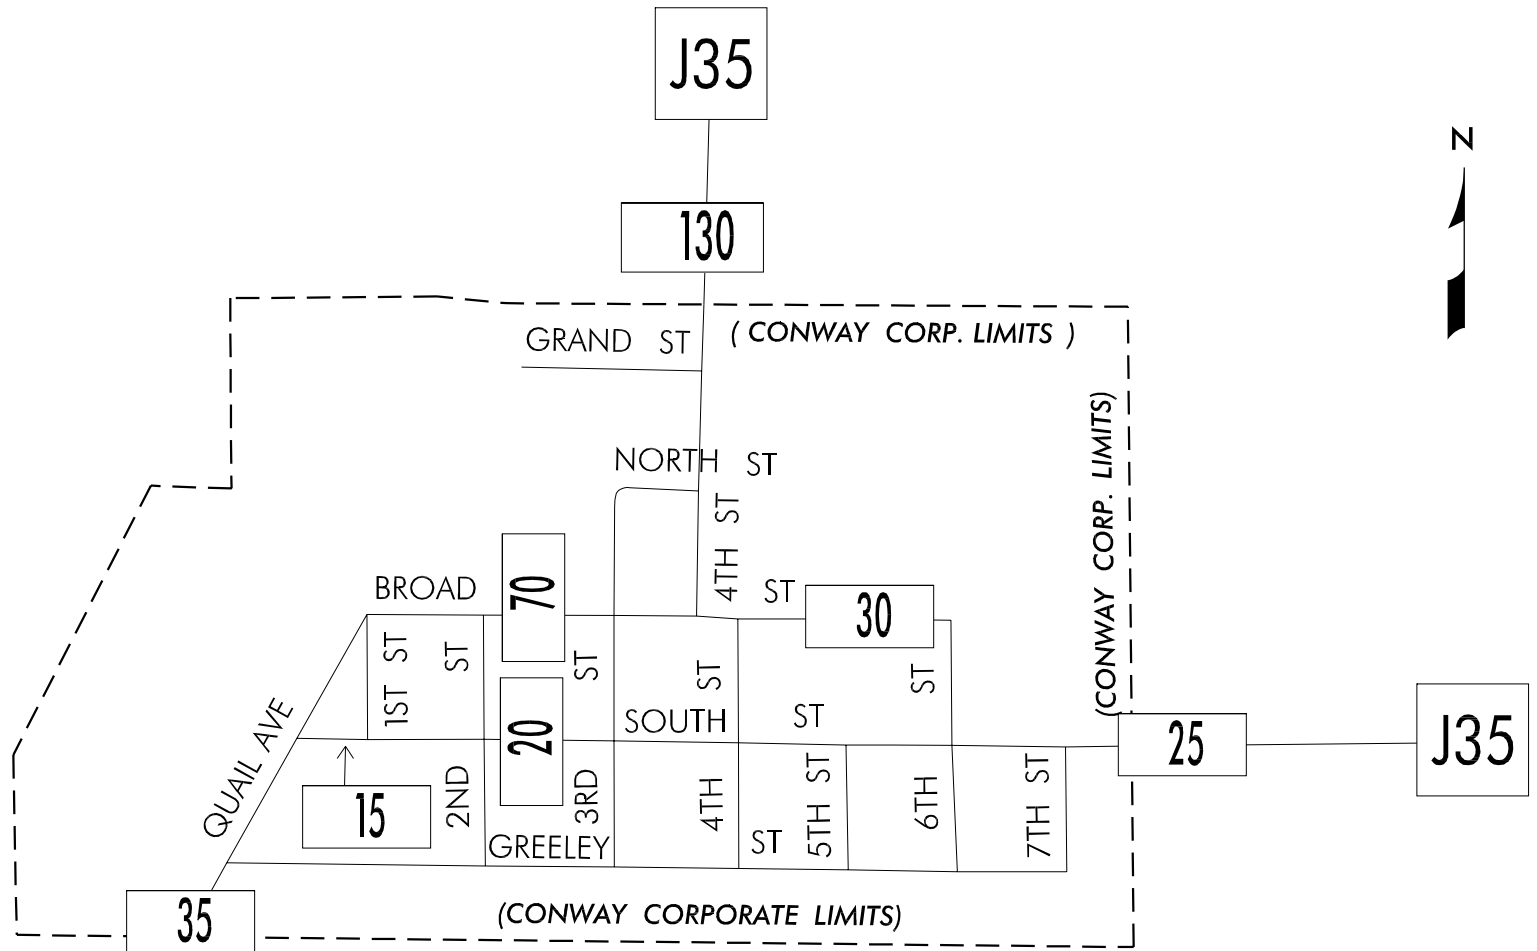 J35
N
130
GRAND ST
( CONWAY CORP. LIMITS )
(CONWAY CORP. LIMITS)
NORTH ST
4TH ST
BROAD ST
70
30
1ST ST
2ND ST
3RD ST
4TH ST
6TH ST
SOUTH ST
20
25
J35
QUAIL AVE
15
5TH ST
7TH ST
GREELEY ST
35
(CONWAY CORPORATE LIMITS)